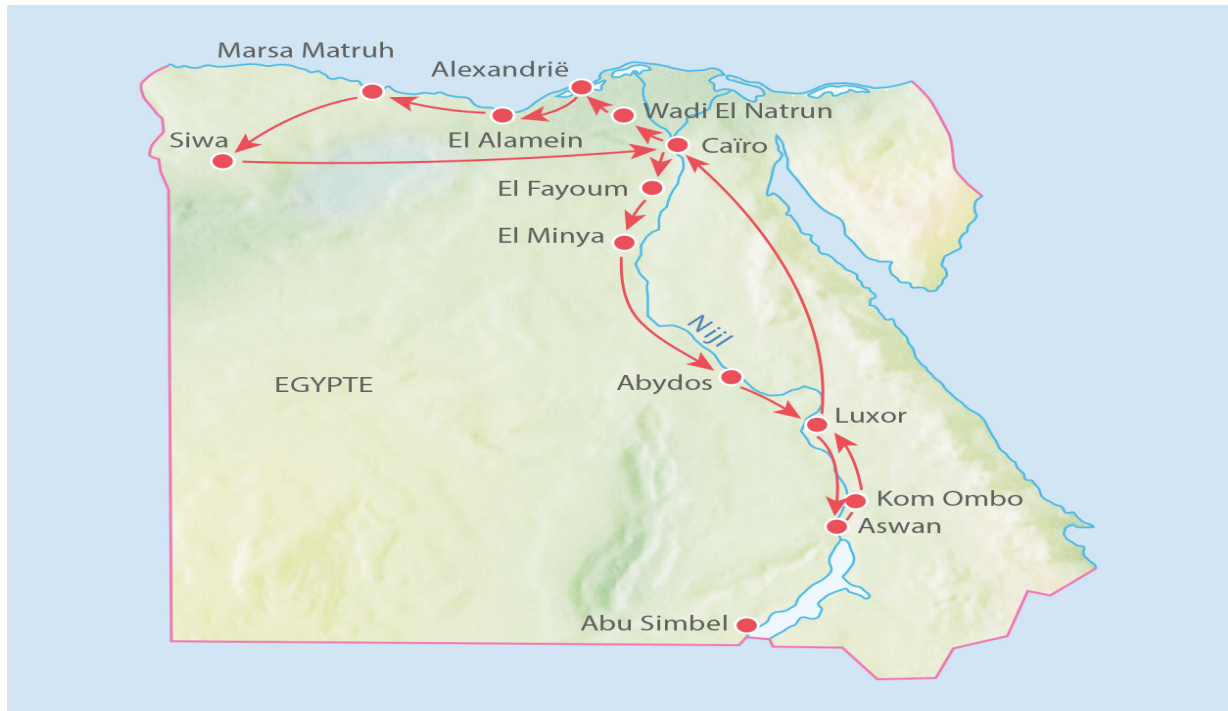 Marsa Matruh
Alexandrië
Wadi El Natrun
Siwa
El Alamein
Caïro
El Fayoum
El Minya
Nijl
Abydos
EGYPTE
Luxor
Kom Ombo
Aswan
Abu Simbel